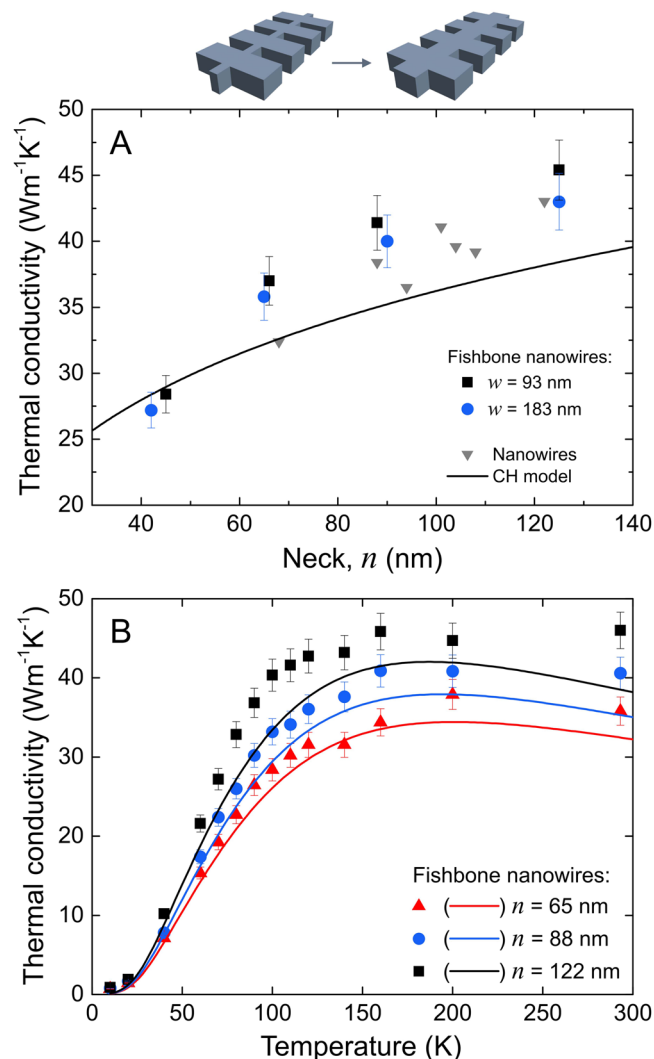 A
Thermal conductivity (Wm⁻¹K⁻¹)
50
45
40
35
30
25
20
Fishbone nanowires:
w = 93 nm
w = 183 nm
Nanowires
CH model
40 60 80 100 120 140
Neck, n (nm)
B
Thermal conductivity (Wm⁻¹K⁻¹)
50
40
30
20
10
0
Fishbone nanowires:
( ) n = 65 nm
( ) n = 88 nm
( ) n = 122 nm
0 50 100 150 200 250 300
Temperature (K)